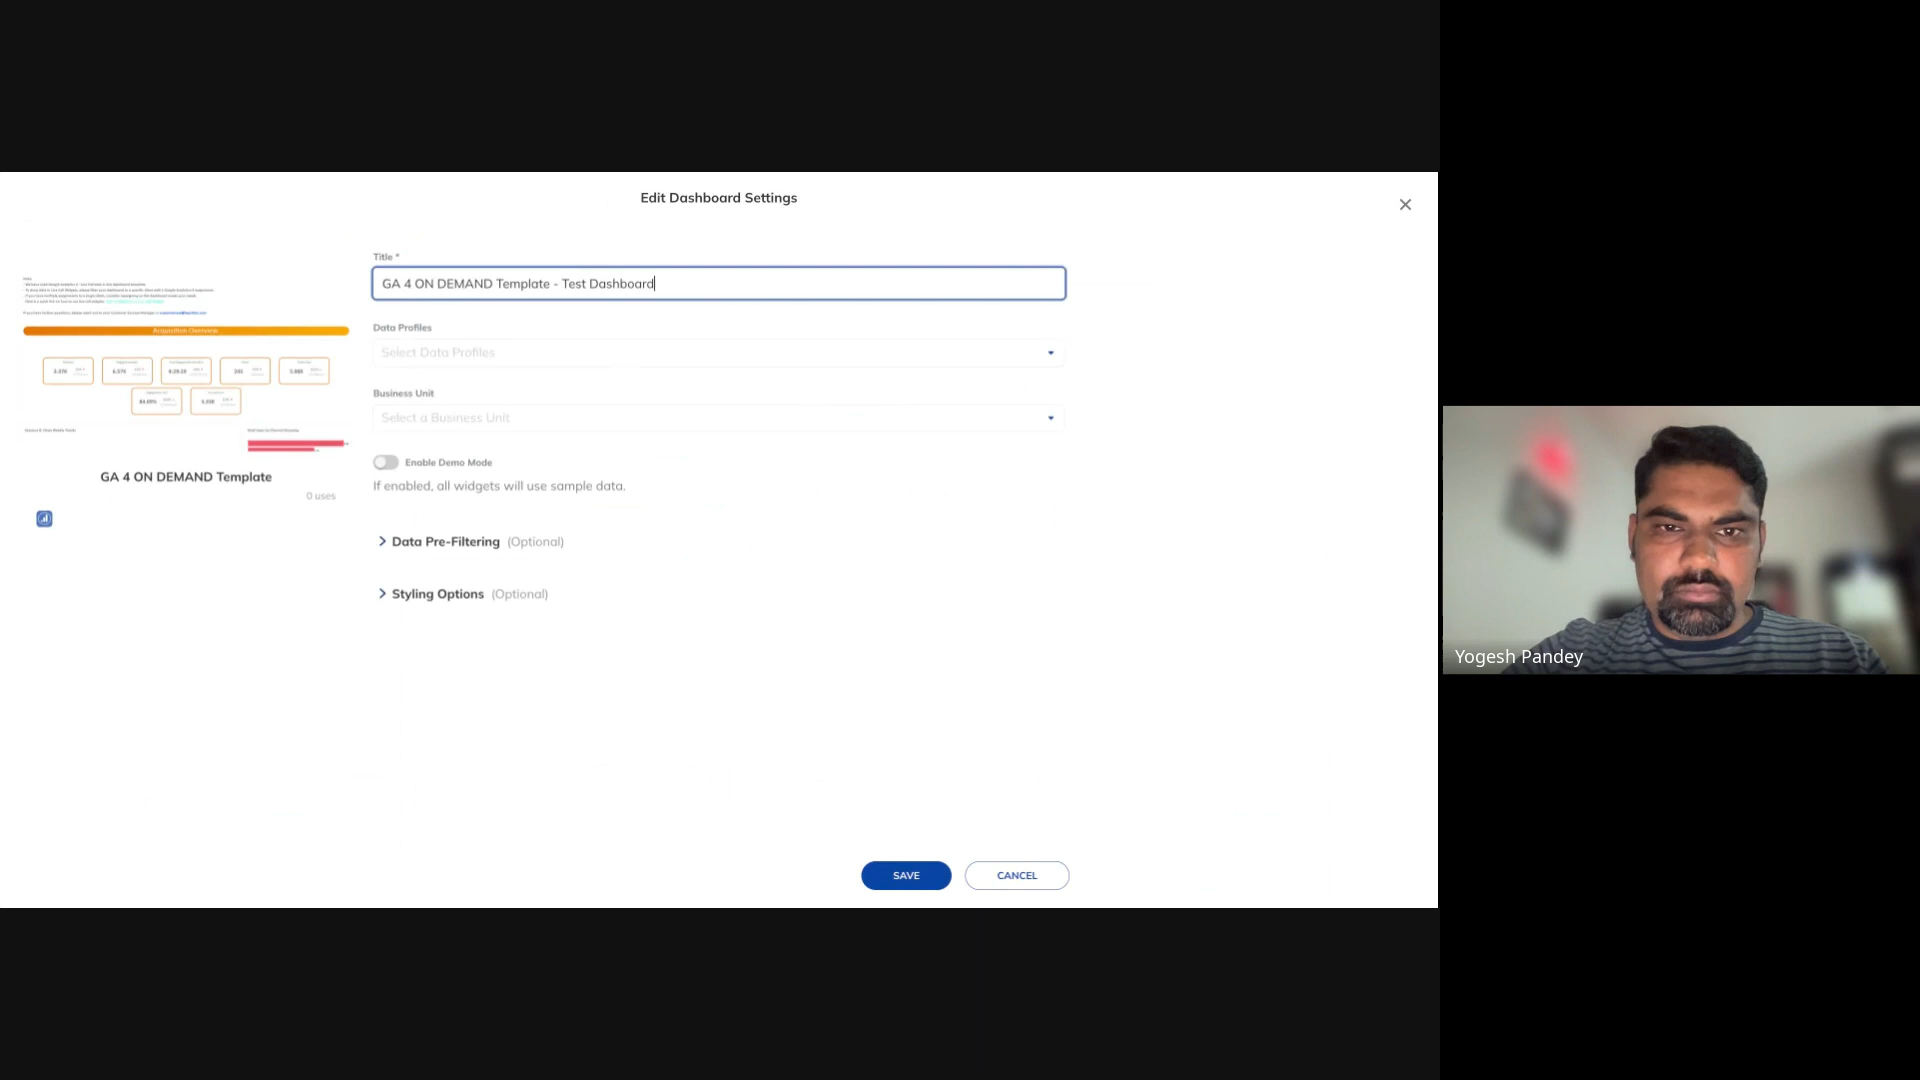 Edit Dashboard Settings
Title *
GA 4 ON DEMAND Template - Test Dashboard
Data Profiles
Select Data Profiles
Business Unit
Select a Business Unit
Enable Demo Mode
If enabled, all widgets will use sample data.
Data Pre-Filtering (Optional)
Styling Options (Optional)
SAVE
CANCEL
Acquisition Overview
GA 4 ON DEMAND Template
0 uses
Yogesh Pandey